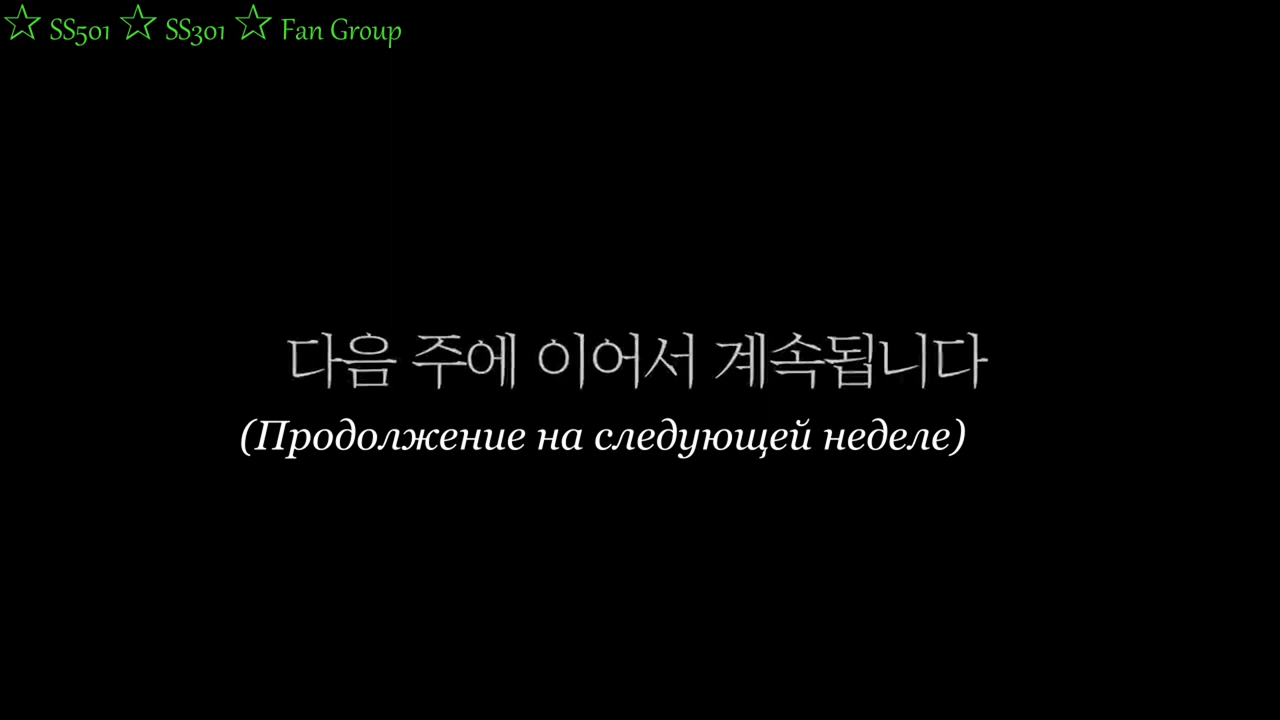 ☆ SS501 ☆ SS301 ☆ Fan Group
다음 주에 이어서 계속됩니다
(Продолжение на следующей неделе)